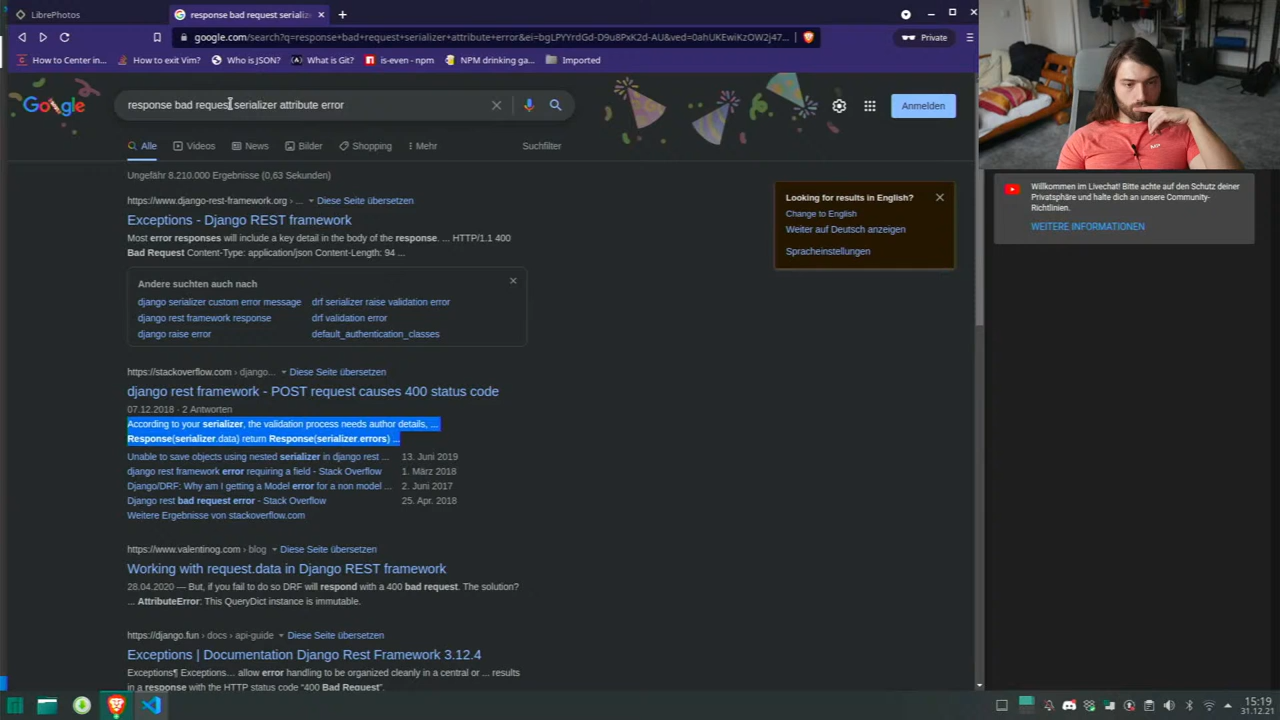 LibrePhotos
response bad request serializ
google.com/search?q=response+bad+request+serializer+attribute+error&ei=bgLPYYrdGd-D9u8PxK2d-AU&ved=0ahUKEwiKzOW2j47...
Private
How to Center in...
How to exit Vim?
Who is JSON?
What is Git?
is-even - npm
NPM drinking ga...
Imported
Google
response bad request serializer attribute error
Anmelden
Alle
Videos
News
Bilder
Shopping
Mehr
Suchfilter
Ungefähr 8.210.000 Ergebnisse (0,63 Sekunden)
https://www.django-rest-framework.org › ... Diese Seite übersetzen
Exceptions - Django REST framework
Most error responses will include a key detail in the body of the response. ... HTTP/1.1 400
Bad Request Content-Type: application/json Content-Length: 94 ...
Andere suchten auch nach
django serializer custom error message
drf serializer raise validation error
django rest framework response
drf validation error
django raise error
default_authentication_classes
https://stackoverflow.com › django... Diese Seite übersetzen
django rest framework - POST request causes 400 status code
07.12.2018 · 2 Antworten
According to your serializer, the validation process needs author details, ...
Response(serializer.data) return Response(serializer.errors) ...
Unable to save objects using nested serializer in django rest ... 13. Juni 2019
django rest framework error requiring a field - Stack Overflow 1. März 2018
Django/DRF: Why am I getting a Model error for a non model ... 2. Juni 2017
Django rest bad request error - Stack Overflow 25. Apr. 2018
Weitere Ergebnisse von stackoverflow.com
https://www.valentinog.com › blog Diese Seite übersetzen
Working with request.data in Django REST framework
28.04.2020 — But, if you fail to do so DRF will respond with a 400 bad request. The solution?
... AttributeError: This QueryDict instance is immutable.
https://django.fun › docs › api-guide Diese Seite übersetzen
Exceptions | Documentation Django Rest Framework 3.12.4
Exceptions¶ Exceptions… allow error handling to be organized cleanly in a central or ... results
in a response with the HTTP status code “400 Bad Request”.
Looking for results in English?
Change to English
Weiter auf Deutsch anzeigen
Spracheinstellungen
MP
Willkommen im Livechat! Bitte achte auf den Schutz deiner
Privatsphäre und halte dich an unsere Community-
Richtlinien.
WEITERE INFORMATIONEN
15:19
31.12.21